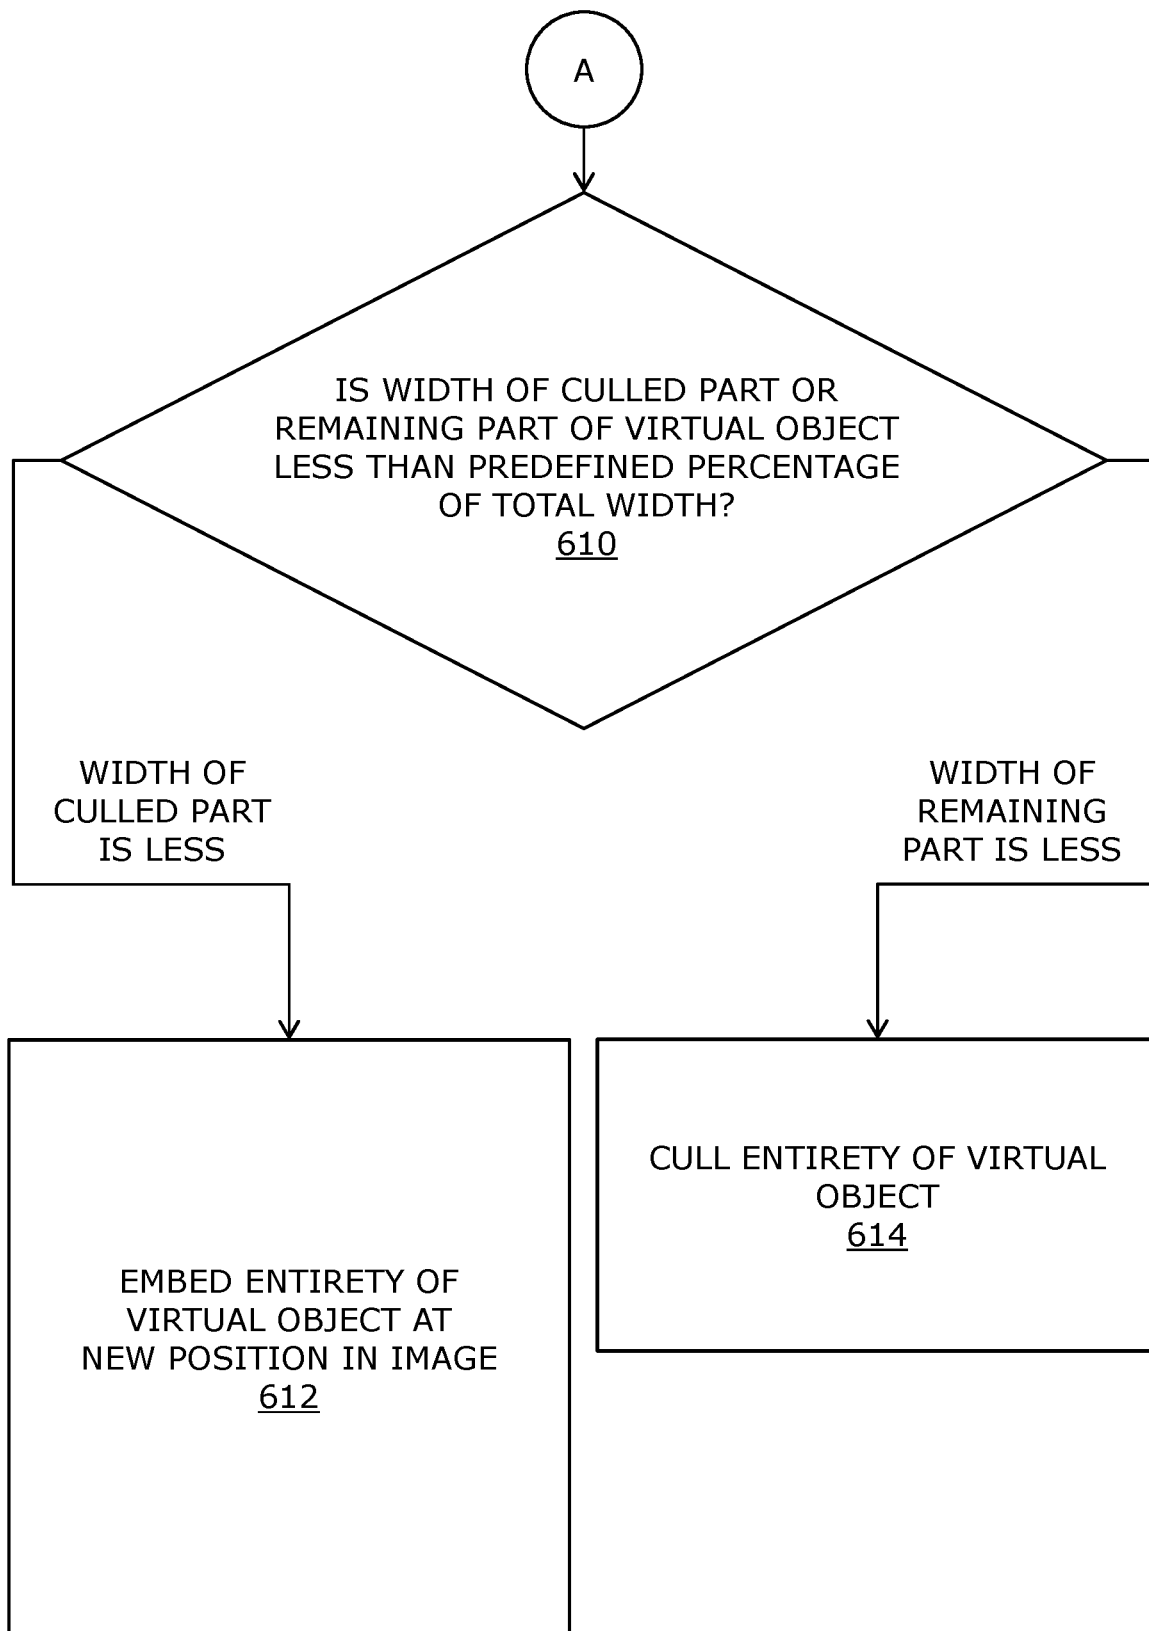 A
IS WIDTH OF CULLED PART OR
REMAINING PART OF VIRTUAL OBJECT
LESS THAN PREDEFINED PERCENTAGE
OF TOTAL WIDTH?
610
WIDTH OF
CULLED PART
IS LESS
WIDTH OF
REMAINING
PART IS LESS
CULL ENTIRETY OF VIRTUAL
OBJECT
614
EMBED ENTIRETY OF
VIRTUAL OBJECT AT
NEW POSITION IN IMAGE
612